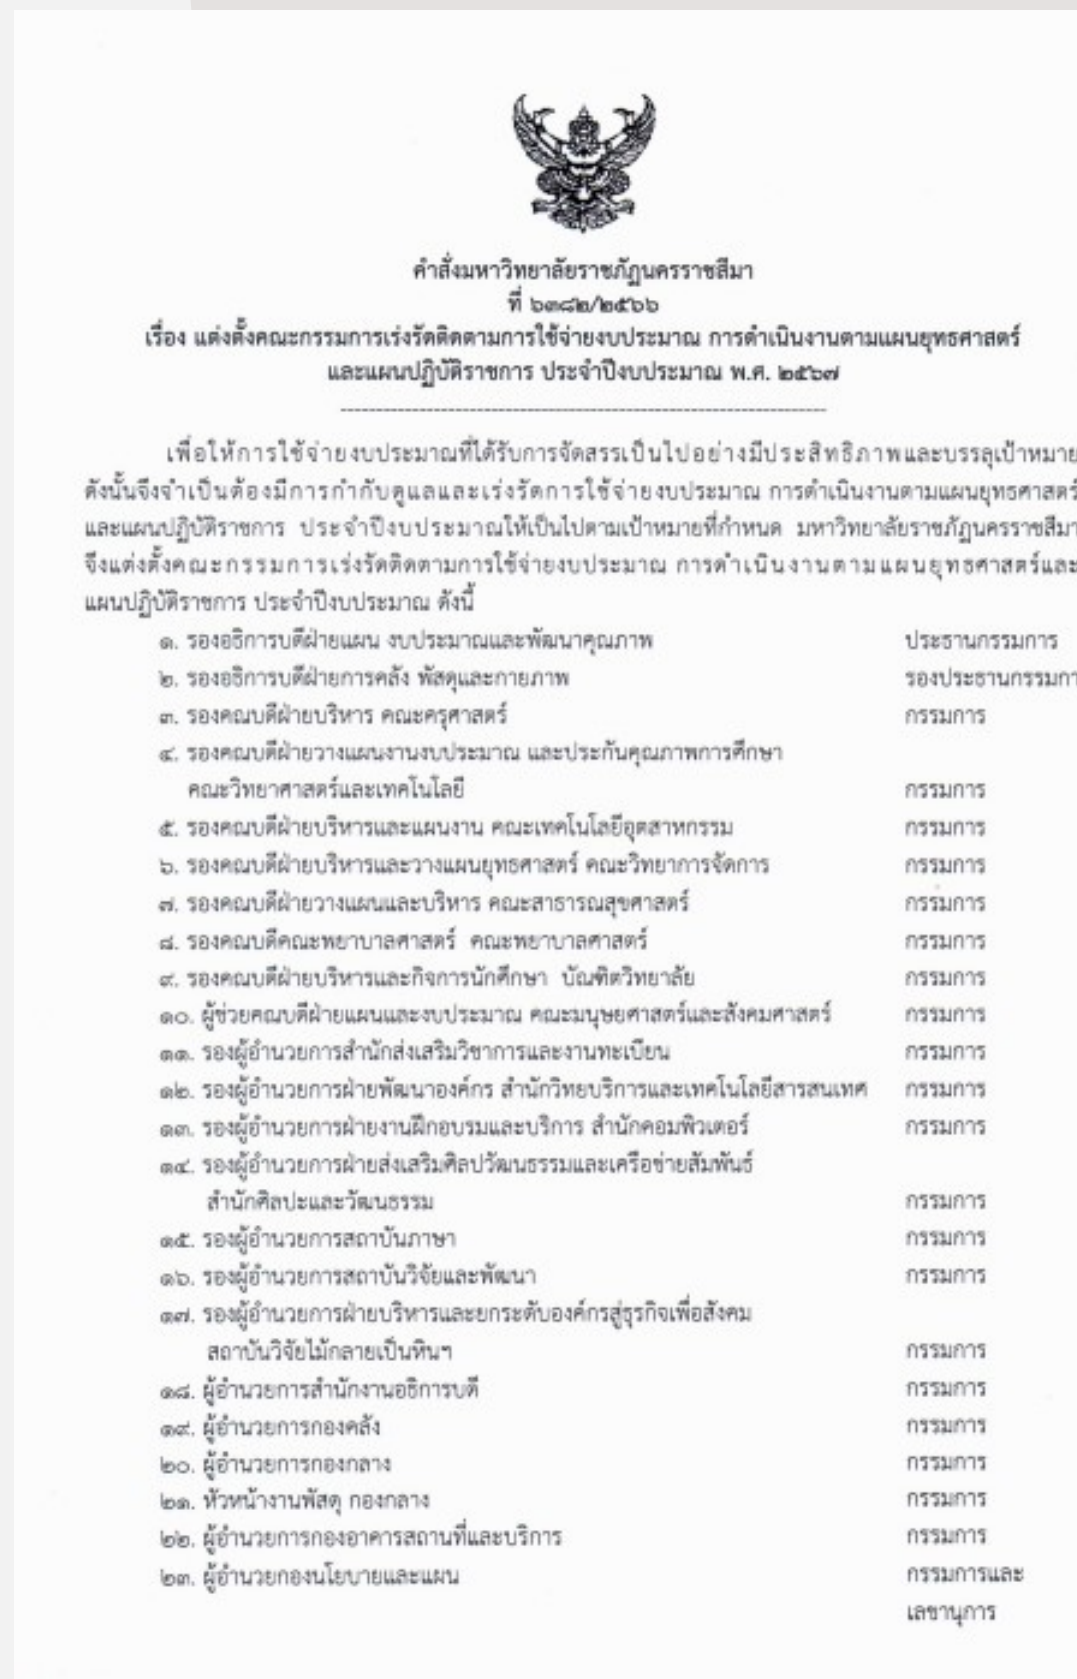 คำสั่งมหาวิทยาลัยราชภัฏนครราชสีมา
ที่ ๖๓๘๒/๒๕๖๖
เรื่อง แต่งตั้งคณะกรรมการเร่งรัดติดตามการใช้จ่ายงบประมาณ การดำเนินงานตามแผนยุทธศาสตร์
และแผนปฏิบัติราชการ ประจำปีงบประมาณ พ.ศ. ๒๕๖๗
เพื่อให้การใช้จ่ายงบประมาณที่ได้รับการจัดสรรเป็นไปอย่างมีประสิทธิภาพและบรรลุเป้าหมาย
ดังนั้นจึงจำเป็นต้องมีการกำกับดูแลและเร่งรัดการใช้จ่ายงบประมาณ การดำเนินงานตามแผนยุทธศาสตร์
และแผนปฏิบัติราชการ ประจำปีงบประมาณให้เป็นไปตามเป้าหมายที่กำหนด มหาวิทยาลัยราชภัฏนครราชสีมา
จึงแต่งตั้งคณะกรรมการเร่งรัดติดตามการใช้จ่ายงบประมาณ การดำเนินงานตามแผนยุทธศาสตร์และ
แผนปฏิบัติราชการ ประจำปีงบประมาณ ดังนี้
๑. รองอธิการบดีฝ่ายแผน งบประมาณและพัฒนาคุณภาพ ประธานกรรมการ
๒. รองอธิการบดีฝ่ายการคลัง พัสดุและกายภาพ รองประธานกรรมกา
๓. รองคณบดีฝ่ายบริหาร คณะครุศาสตร์ กรรมการ
๔. รองคณบดีฝ่ายวางแผนงานงบประมาณ และประกันคุณภาพการศึกษา
คณะวิทยาศาสตร์และเทคโนโลยี กรรมการ
๕. รองคณบดีฝ่ายบริหารและแผนงาน คณะเทคโนโลยีอุตสาหกรรม กรรมการ
๖. รองคณบดีฝ่ายบริหารและวางแผนยุทธศาสตร์ คณะวิทยาการจัดการ กรรมการ
๗. รองคณบดีฝ่ายวางแผนและบริหาร คณะสาธารณสุขศาสตร์ กรรมการ
๘. รองคณบดีคณะพยาบาลศาสตร์ คณะพยาบาลศาสตร์ กรรมการ
๙. รองคณบดีฝ่ายบริหารและกิจการนักศึกษา บัณฑิตวิทยาลัย กรรมการ
๑๐. ผู้ช่วยคณบดีฝ่ายแผนและงบประมาณ คณะมนุษยศาสตร์และสังคมศาสตร์ กรรมการ
๑๑. รองผู้อำนวยการสำนักส่งเสริมวิชาการและงานทะเบียน กรรมการ
๑๒. รองผู้อำนวยการฝ่ายพัฒนาองค์กร สำนักวิทยบริการและเทคโนโลยีสารสนเทศ กรรมการ
๑๓. รองผู้อำนวยการฝ่ายงานฝึกอบรมและบริการ สำนักคอมพิวเตอร์ กรรมการ
๑๔. รองผู้อำนวยการฝ่ายส่งเสริมศิลปวัฒนธรรมและเครือข่ายสัมพันธ์
สำนักศิลปะและวัฒนธรรม กรรมการ
๑๕. รองผู้อำนวยการสถาบันภาษา กรรมการ
๑๖. รองผู้อำนวยการสถาบันวิจัยและพัฒนา กรรมการ
๑๗. รองผู้อำนวยการฝ่ายบริหารและยกระดับองค์กรสู่ธุรกิจเพื่อสังคม
สถาบันวิจัยไม้กลายเป็นหินฯ กรรมการ
๑๘. ผู้อำนวยการสำนักงานอธิการบดี กรรมการ
๑๙. ผู้อำนวยการกองคลัง กรรมการ
๒๐. ผู้อำนวยการกองกลาง กรรมการ
๒๑. หัวหน้างานพัสดุ กองกลาง กรรมการ
๒๒. ผู้อำนวยการกองอาคารสถานที่และบริการ กรรมการ
๒๓. ผู้อำนวยกองนโยบายและแผน กรรมการและ
เลขานุการ